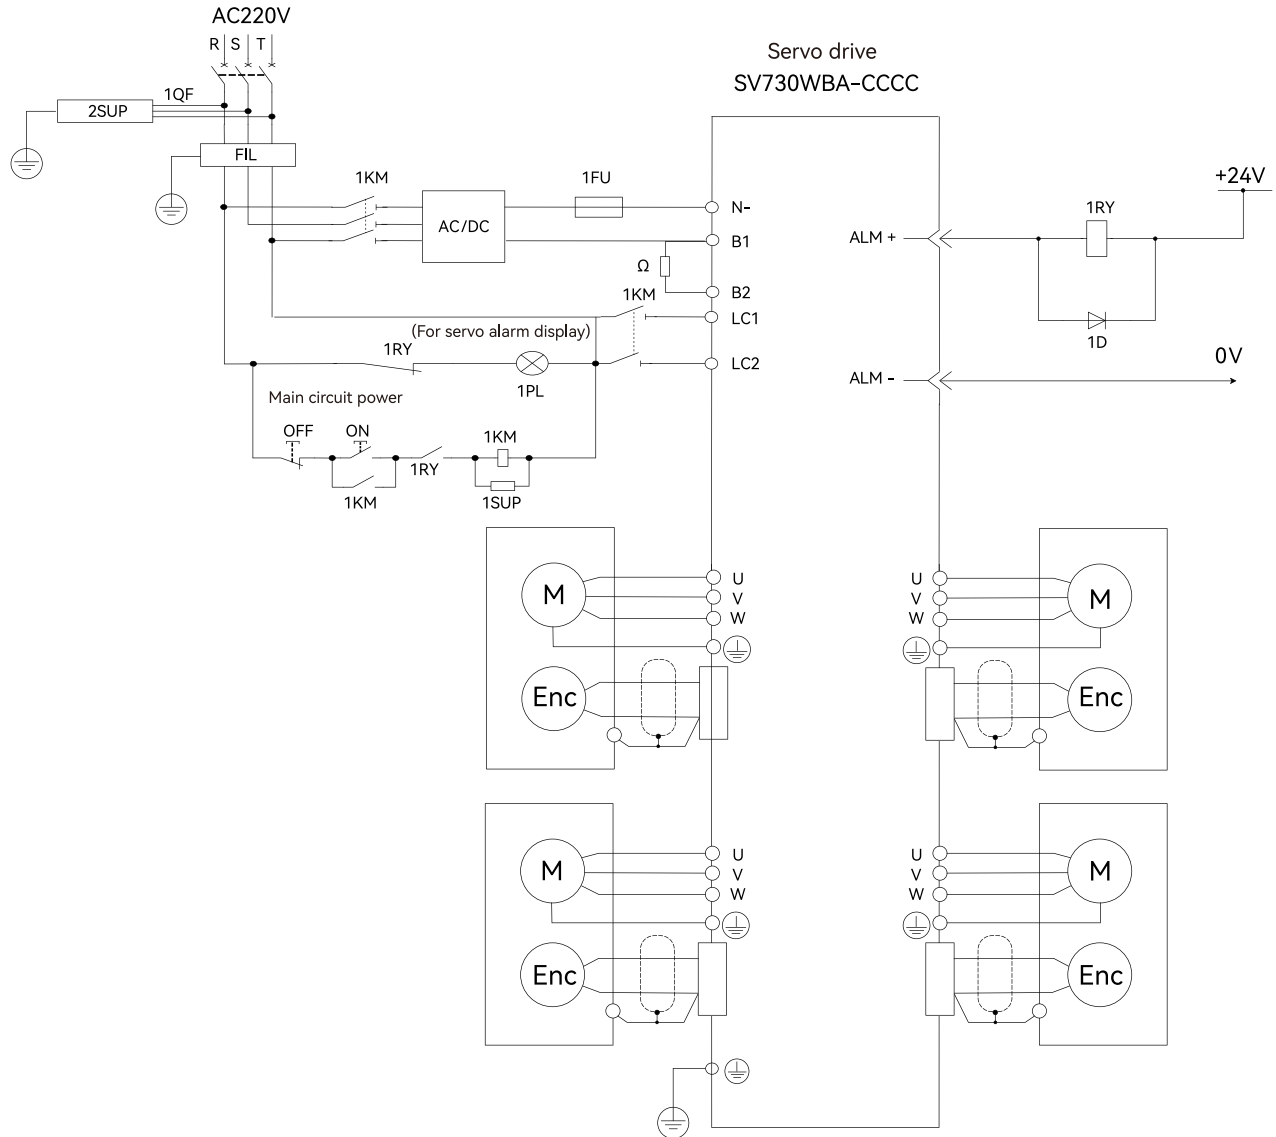 AC220V
R S T
Servo drive
SV730WBA-CCCC
1QF
2SUP
FIL
1KM
1FU
AC/DC
N-
B1
Ω
B2
1KM
LC1
(For servo alarm display)
1RY
1PL
LC2
Main circuit power
OFF
ON
1KM
1RY
1KM
1SUP
+24V
1RY
ALM +
1D
0V
ALM -
M
U
V
W
Enc
U
V
W
M
Enc
M
U
V
W
Enc
U
V
W
M
Enc